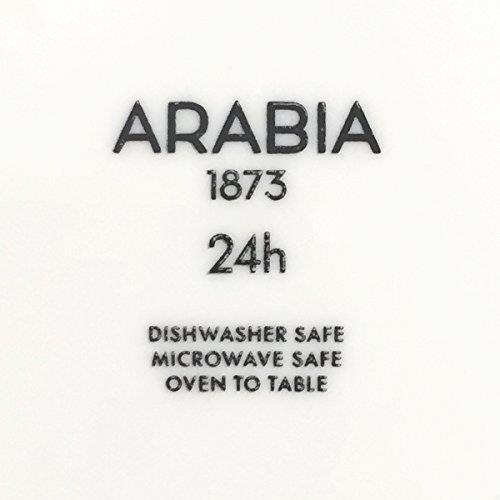 ARABIA
1873
24h
DISHWASHER SAFE
MICROWAVE SAFE
OVEN TO TABLE